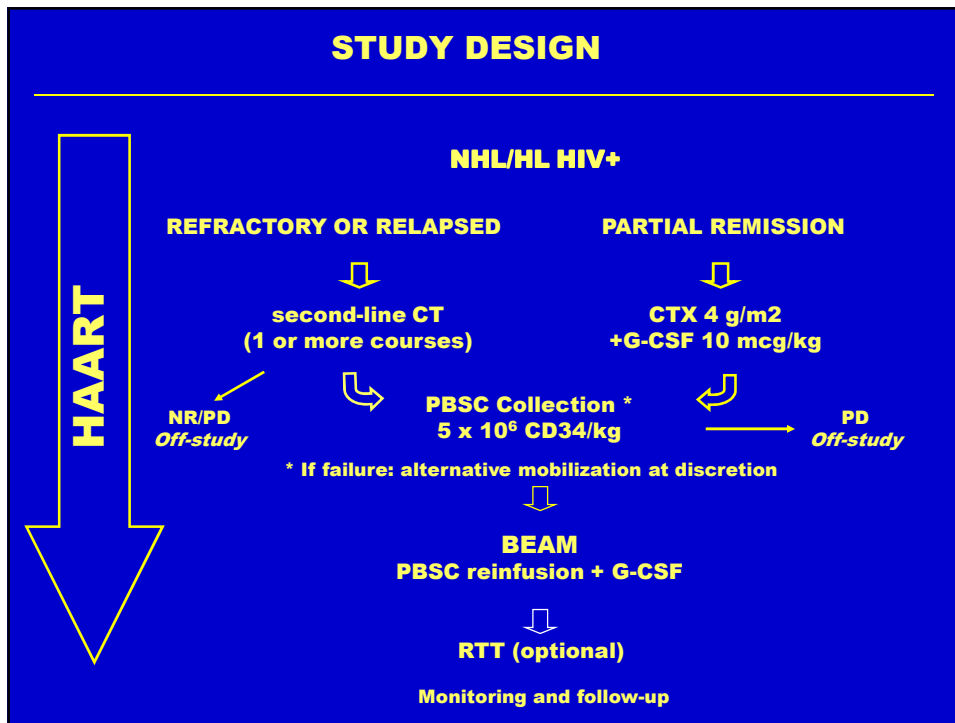 STUDY DESIGN
NHL/HL HIV+
REFRACTORY OR RELAPSED
PARTIAL REMISSION
second-line CT
(1 or more courses)
CTX 4 g/m2
+G-CSF 10 mcg/kg
HAART
NR/PD
Off-study
PBSC Collection *
5 x 10⁶ CD34/kg
PD
Off-study
* If failure: alternative mobilization at discretion
BEAM
PBSC reinfusion + G-CSF
RTT (optional)
Monitoring and follow-up